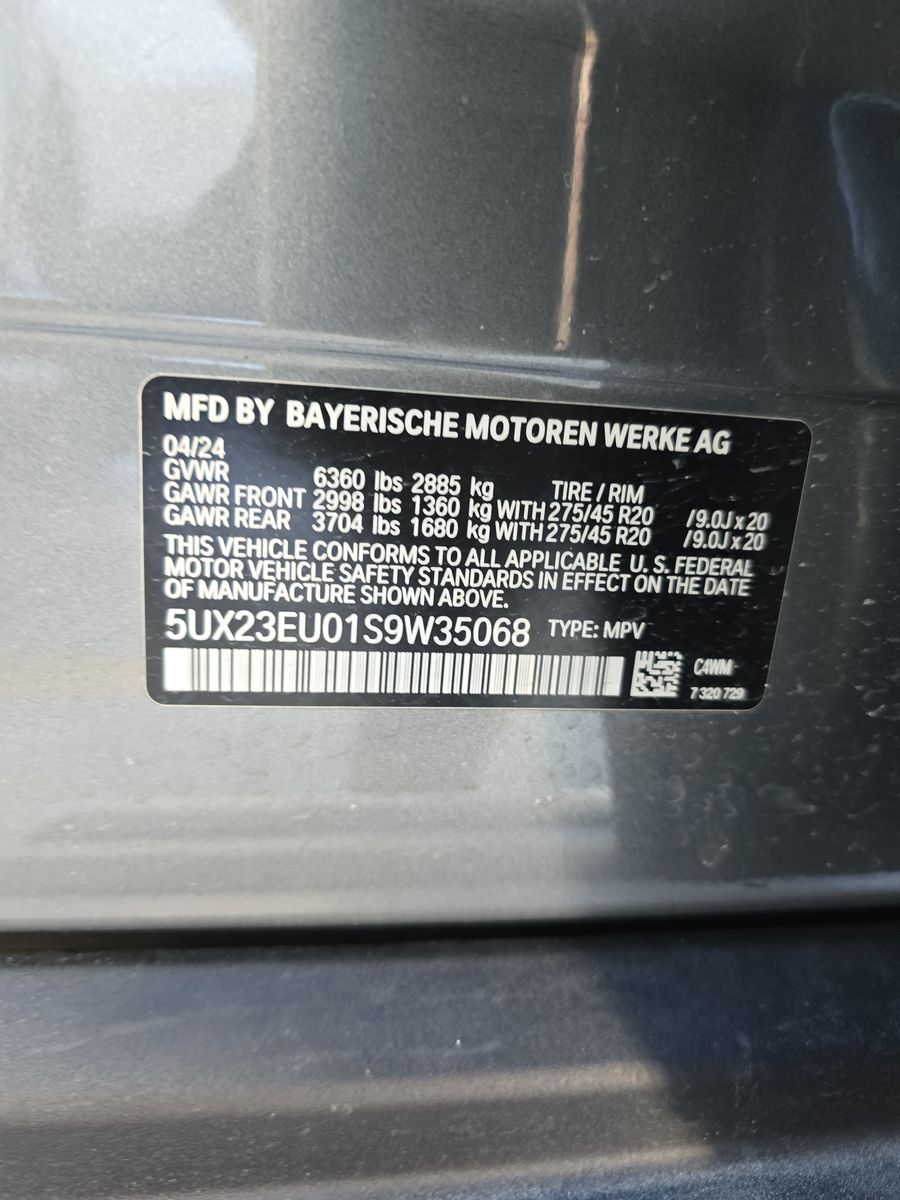 MFD BY BAYERISCHE MOTOREN WERKE AG
04/24
GVWR 6360 lbs 2885 kg TIRE / RIM
GAWR FRONT 2998 lbs 1360 kg WITH 275/45 R20 /9.0J x 20
GAWR REAR 3704 lbs 1680 kg WITH 275/45 R20 /9.0J x 20
THIS VEHICLE CONFORMS TO ALL APPLICABLE U. S. FEDERAL
MOTOR VEHICLE SAFETY STANDARDS IN EFFECT ON THE DATE
OF MANUFACTURE SHOWN ABOVE.
5UX23EU01S9W35068 TYPE: MPV
C4WM
7 320 729